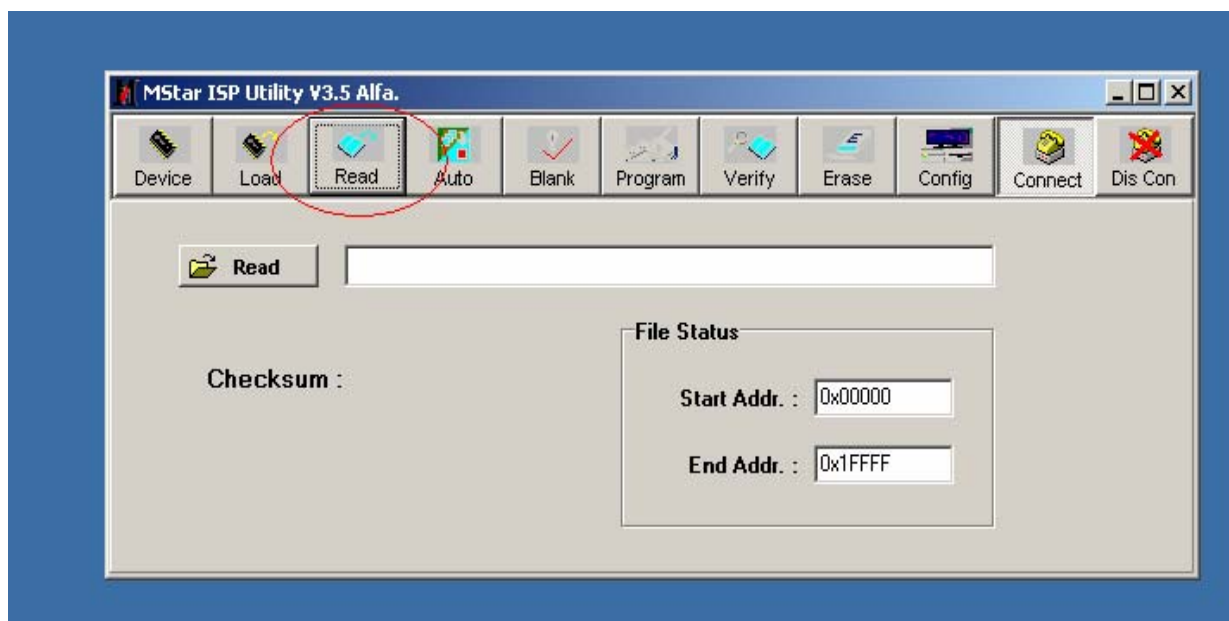 MStar ISP Utility V3.5 Alfa.
Device Load Read Auto Blank Program Verify Erase Config Connect Dis Con
Read
File Status
Checksum :
Start Addr. : 0x00000
End Addr. : 0x1FFFF